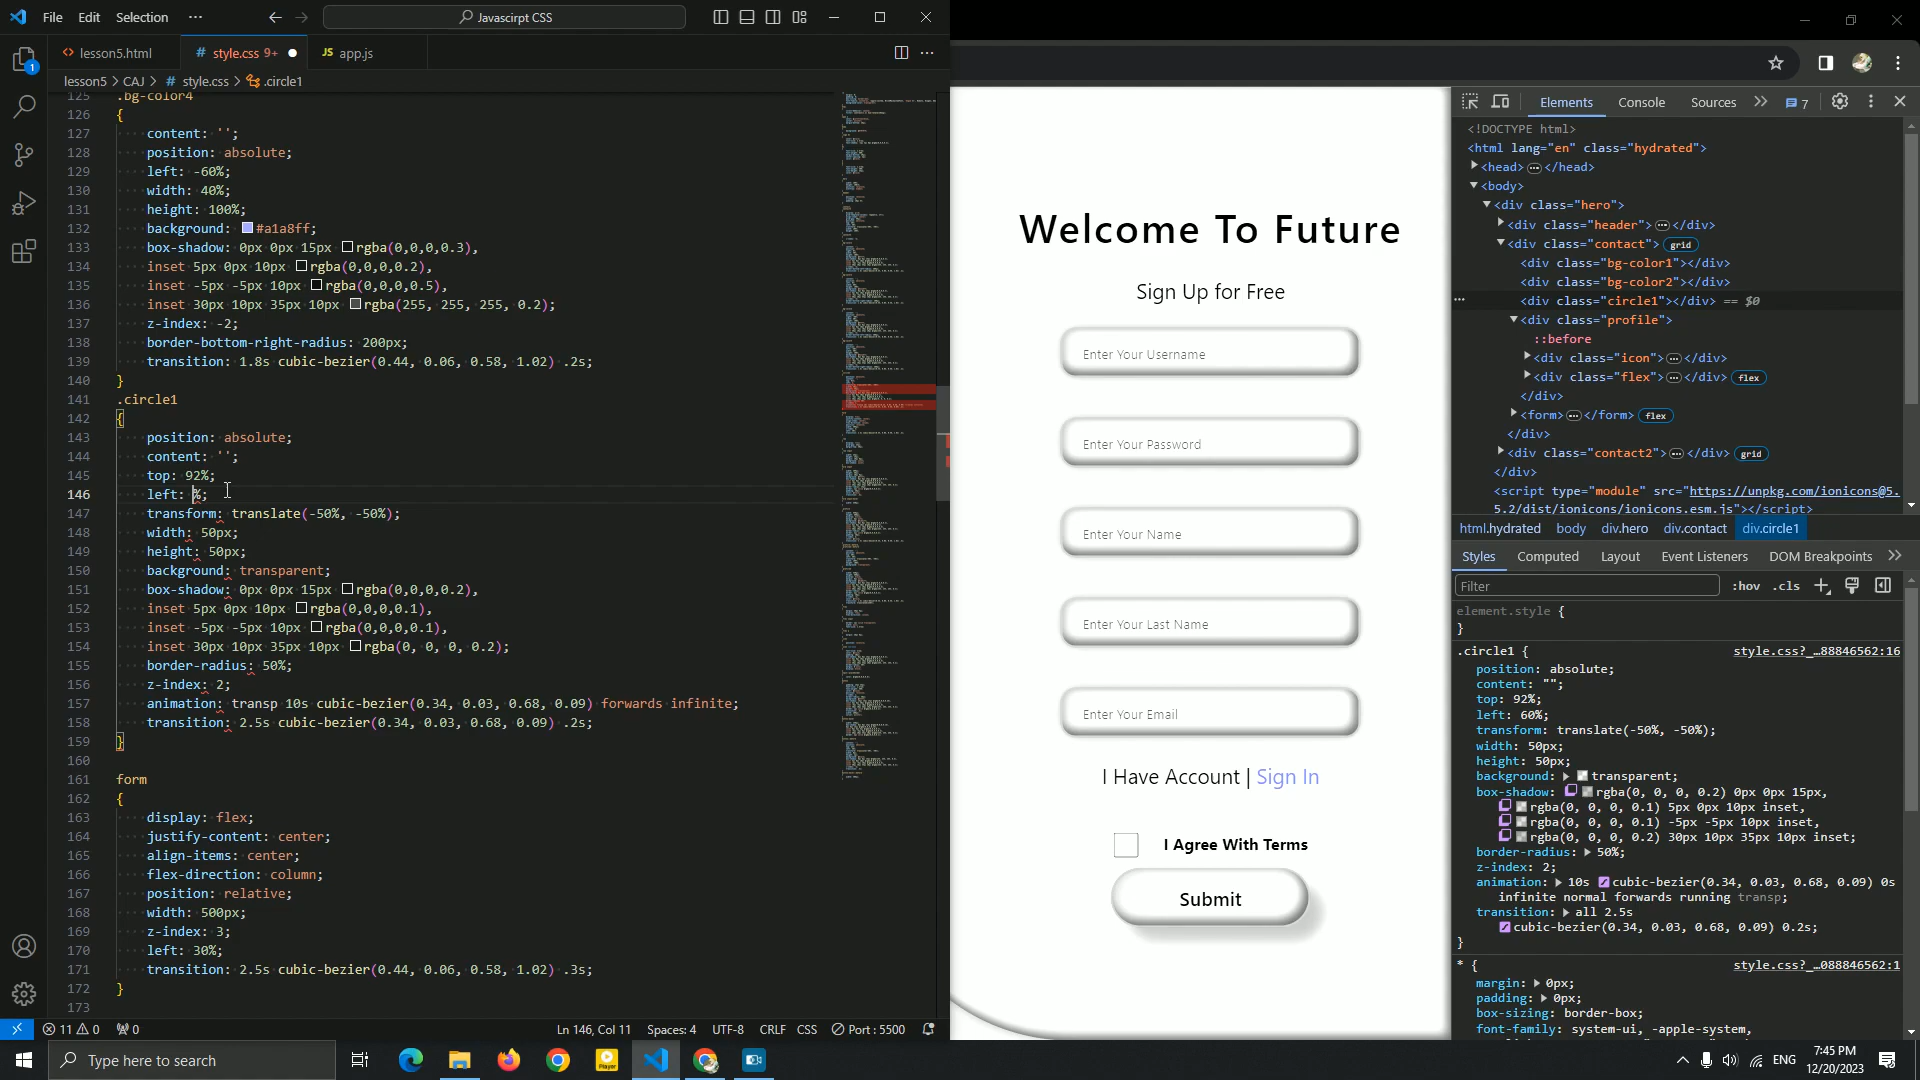 File Edit Selection ··· Javascirpt CSS
lesson5.html # style.css 9+ JS app.js
lesson5 > CAJ > # style.css > .circle1
125 .bg-color4
126 {
127 content: '';
128 position: absolute;
129 left: -60%;
130 width: 40%;
131 height: 100%;
132 background: #a1a8ff;
133 box-shadow: 0px 0px 15px rgba(0,0,0,0.3),
134 inset 5px 0px 10px rgba(0,0,0,0.2),
135 inset -5px -5px 10px rgba(0,0,0,0.5),
136 inset 30px 10px 35px 10px rgba(255, 255, 255, 0.2);
137 z-index: -2;
138 border-bottom-right-radius: 200px;
139 transition: 1.8s cubic-bezier(0.44, 0.06, 0.58, 1.02) .2s;
140 }
141 .circle1
142 {
143 position: absolute;
144 content: '';
145 top: 92%;
146 left: %;
147 transform: translate(-50%, -50%);
148 width: 50px;
149 height: 50px;
150 background: transparent;
151 box-shadow: 0px 0px 15px rgba(0,0,0,0.2),
152 inset 5px 0px 10px rgba(0,0,0,0.1),
153 inset -5px -5px 10px rgba(0,0,0,0.1),
154 inset 30px 10px 35px 10px rgba(0, 0, 0, 0.2);
155 border-radius: 50%;
156 z-index: 2;
157 animation: transp 10s cubic-bezier(0.34, 0.03, 0.68, 0.09) forwards infinite;
158 transition: 2.5s cubic-bezier(0.34, 0.03, 0.68, 0.09) .2s;
159 }
160
161 form
162 {
163 display: flex;
164 justify-content: center;
165 align-items: center;
166 flex-direction: column;
167 position: relative;
168 width: 500px;
169 z-index: 3;
170 left: 30%;
171 transition: 2.5s cubic-bezier(0.44, 0.06, 0.58, 1.02) .3s;
172 }
173
11 0 0 Ln 146, Col 11 Spaces: 4 UTF-8 CRLF CSS Port : 5500
Welcome To Future
Sign Up for Free
Enter Your Username
Enter Your Password
Enter Your Name
Enter Your Last Name
Enter Your Email
I Have Account | Sign In
I Agree With Terms
Submit
Elements Console Sources 7
<!DOCTYPE html>
<html lang="en" class="hydrated">
<head> </head>
<body>
<div class="hero">
<div class="header"> </div>
<div class="contact"> grid
<div class="bg-color1"></div>
<div class="bg-color2"></div>
<div class="circle1"></div> == $0
<div class="profile">
::before
<div class="icon"> </div>
<div class="flex"> </div> flex
</div>
<form> </form> flex
</div>
<div class="contact2"> </div> grid
</div>
<script type="module" src="https://unpkg.com/ionicons@5.
5.2/dist/ionicons/ionicons.esm.js"></script>
html.hydrated body div.hero div.contact div.circle1
Styles Computed Layout Event Listeners DOM Breakpoints
Filter :hov .cls
element.style {
}
.circle1 { style.css?_…88846562:16
position: absolute;
content: "";
top: 92%;
left: 60%;
transform: translate(-50%, -50%);
width: 50px;
height: 50px;
background: transparent;
box-shadow: rgba(0, 0, 0, 0.2) 0px 0px 15px,
rgba(0, 0, 0, 0.1) 5px 0px 10px inset,
rgba(0, 0, 0, 0.1) -5px -5px 10px inset,
rgba(0, 0, 0, 0.2) 30px 10px 35px 10px inset;
border-radius: 50%;
z-index: 2;
animation: 10s cubic-bezier(0.34, 0.03, 0.68, 0.09) 0s
infinite normal forwards running transp;
transition: all 2.5s
cubic-bezier(0.34, 0.03, 0.68, 0.09) 0.2s;
}
* { style.css?_…088846562:1
margin: 0px;
padding: 0px;
box-sizing: border-box;
font-family: system-ui, -apple-system,
Type here to search
Player
ENG 7:45 PM
12/20/2023